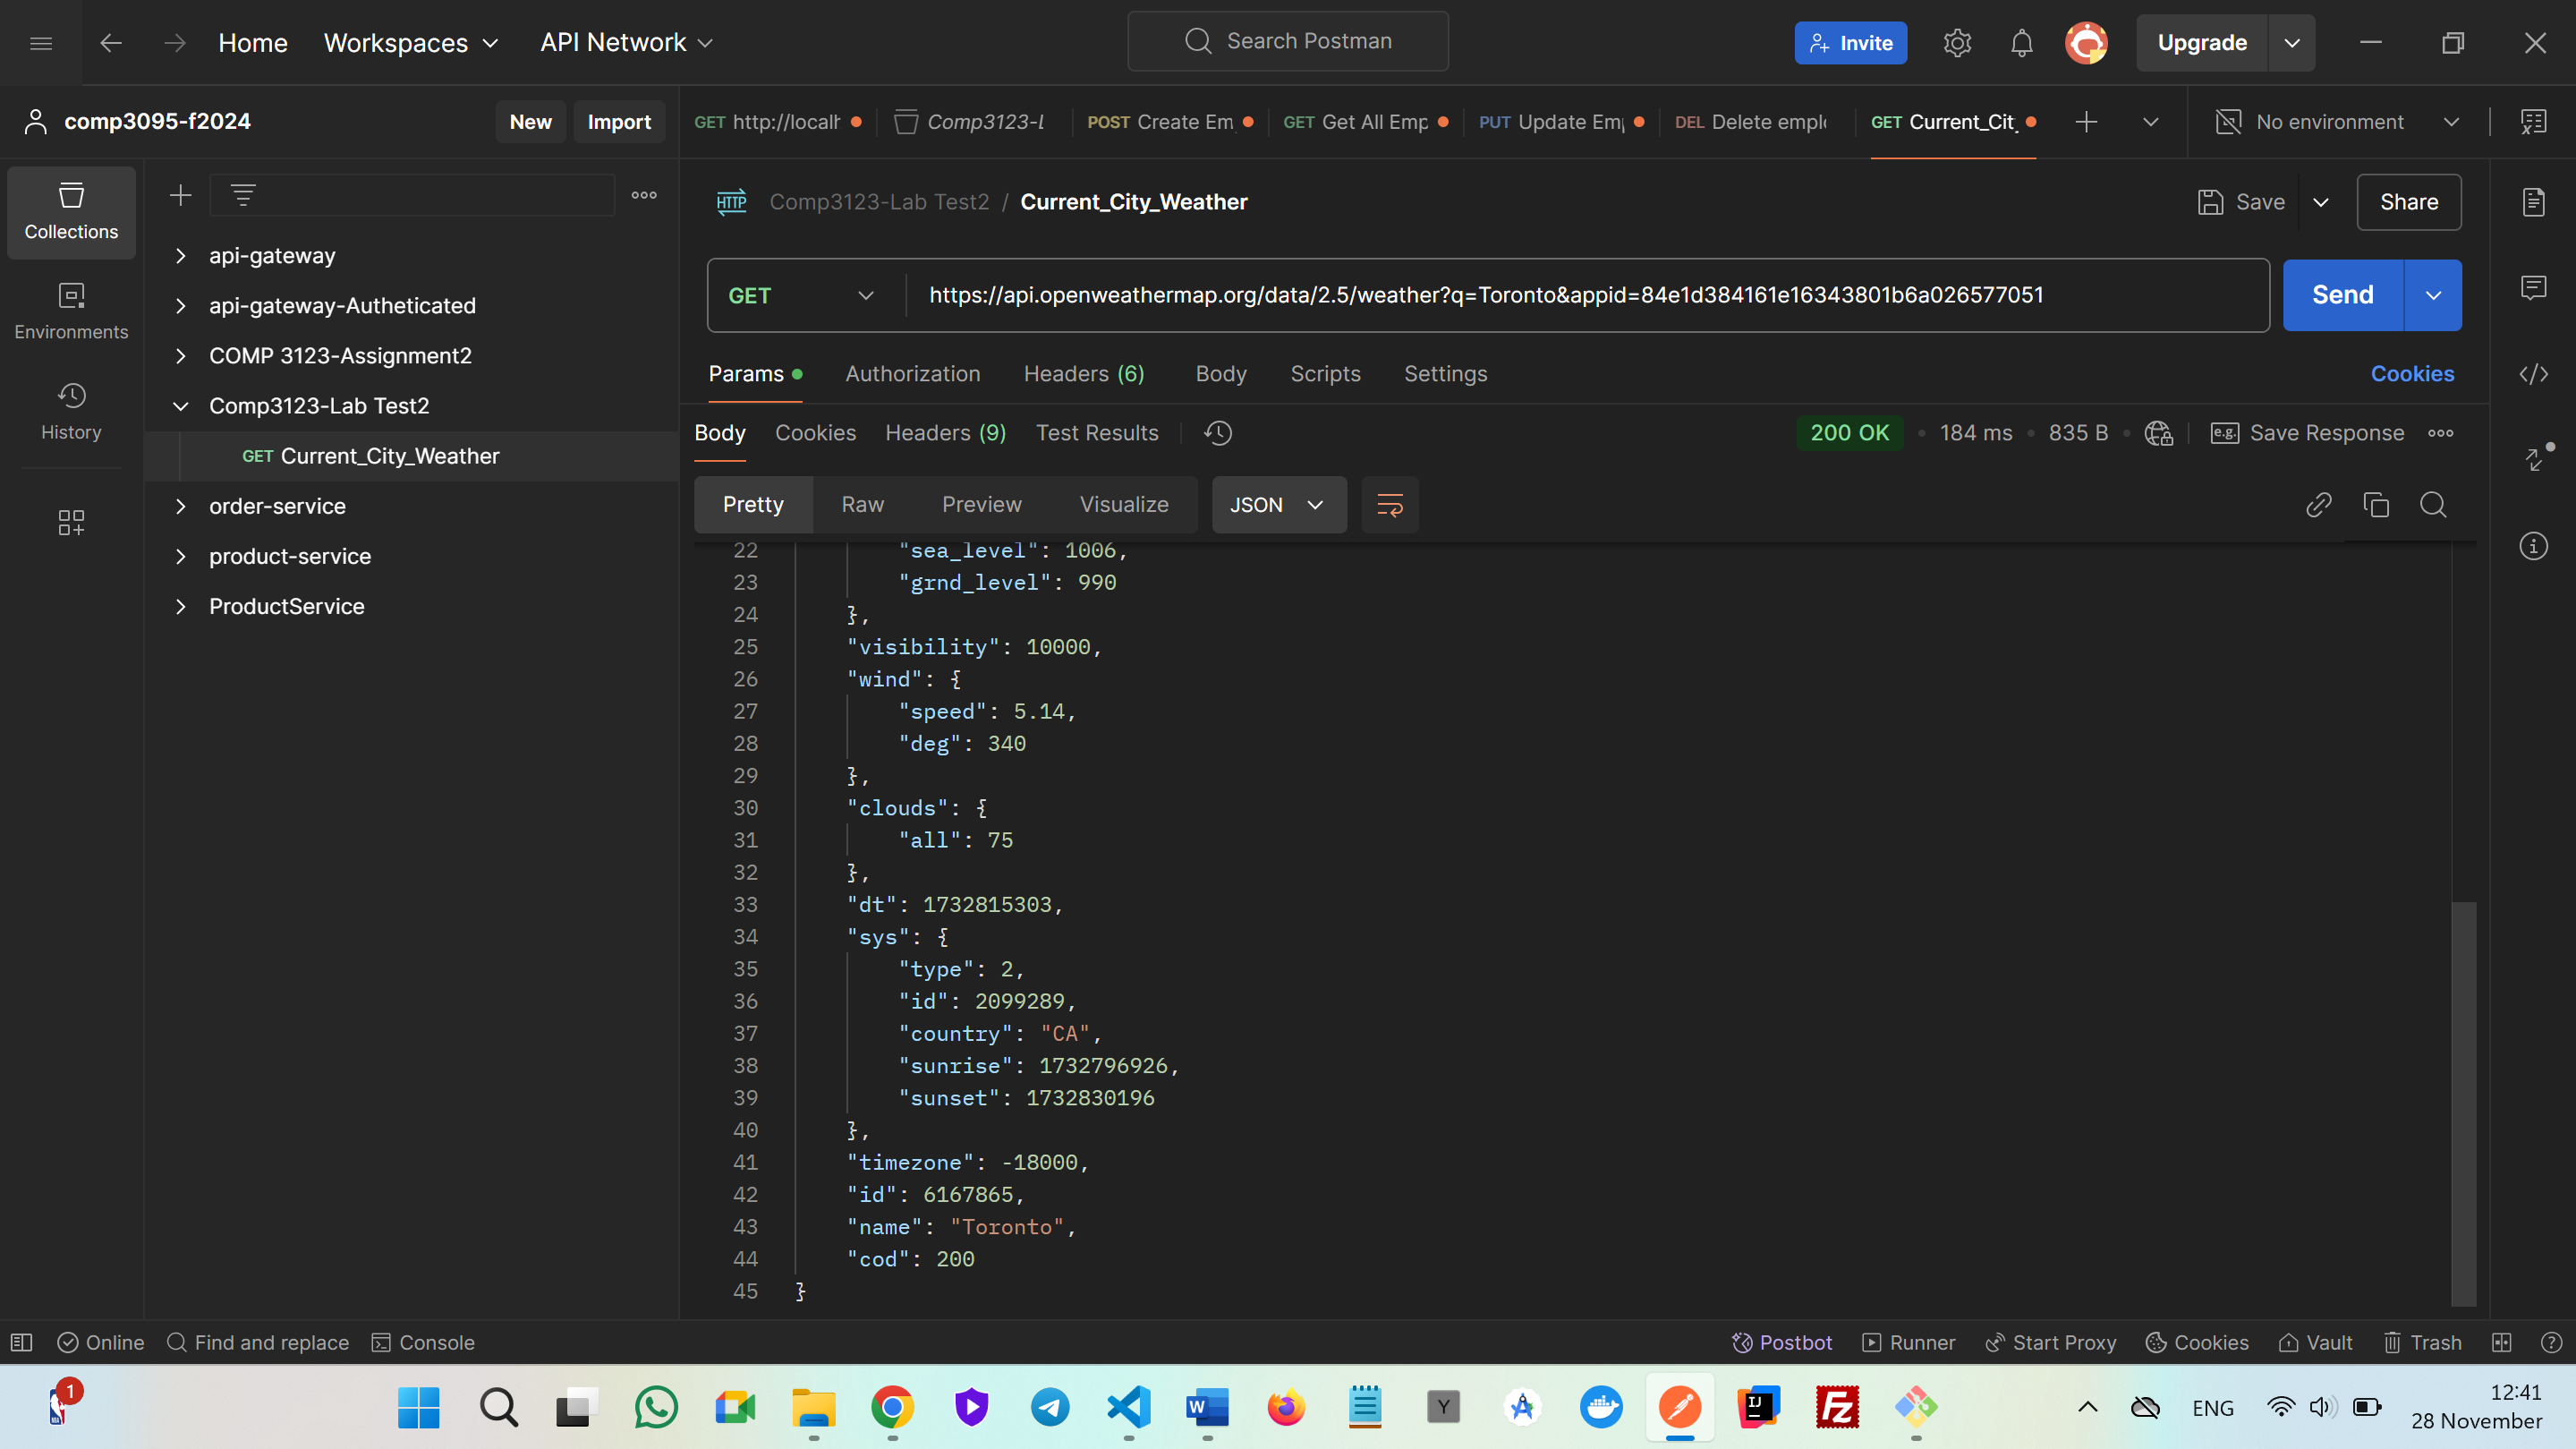 Home Workspaces API Network Search Postman Invite Upgrade
comp3095-f2024 New Import GET http://localh Comp3123-L POST Create Em GET Get All Emp PUT Update Emp DEL Delete emple GET Current_Cit No environment
Collections
Environments
History
api-gateway
api-gateway-Autheticated
COMP 3123-Assignment2
Comp3123-Lab Test2
GET Current_City_Weather
order-service
product-service
ProductService
HTTP Comp3123-Lab Test2 / Current_City_Weather Save Share
GET https://api.openweathermap.org/data/2.5/weather?q=Toronto&appid=84e1d384161e16343801b6a026577051 Send
Params Authorization Headers (6) Body Scripts Settings Cookies
Body Cookies Headers (9) Test Results 200 OK • 184 ms • 835 B • e.g. Save Response
Pretty Raw Preview Visualize JSON
22 "sea_level": 1006,
23 "grnd_level": 990
24 },
25 "visibility": 10000,
26 "wind": {
27 "speed": 5.14,
28 "deg": 340
29 },
30 "clouds": {
31 "all": 75
32 },
33 "dt": 1732815303,
34 "sys": {
35 "type": 2,
36 "id": 2099289,
37 "country": "CA",
38 "sunrise": 1732796926,
39 "sunset": 1732830196
40 },
41 "timezone": -18000,
42 "id": 6167865,
43 "name": "Toronto",
44 "cod": 200
45 }
Online Find and replace Console Postbot Runner Start Proxy Cookies Vault Trash
1 W Y IJ FZ ENG 12:41
28 November